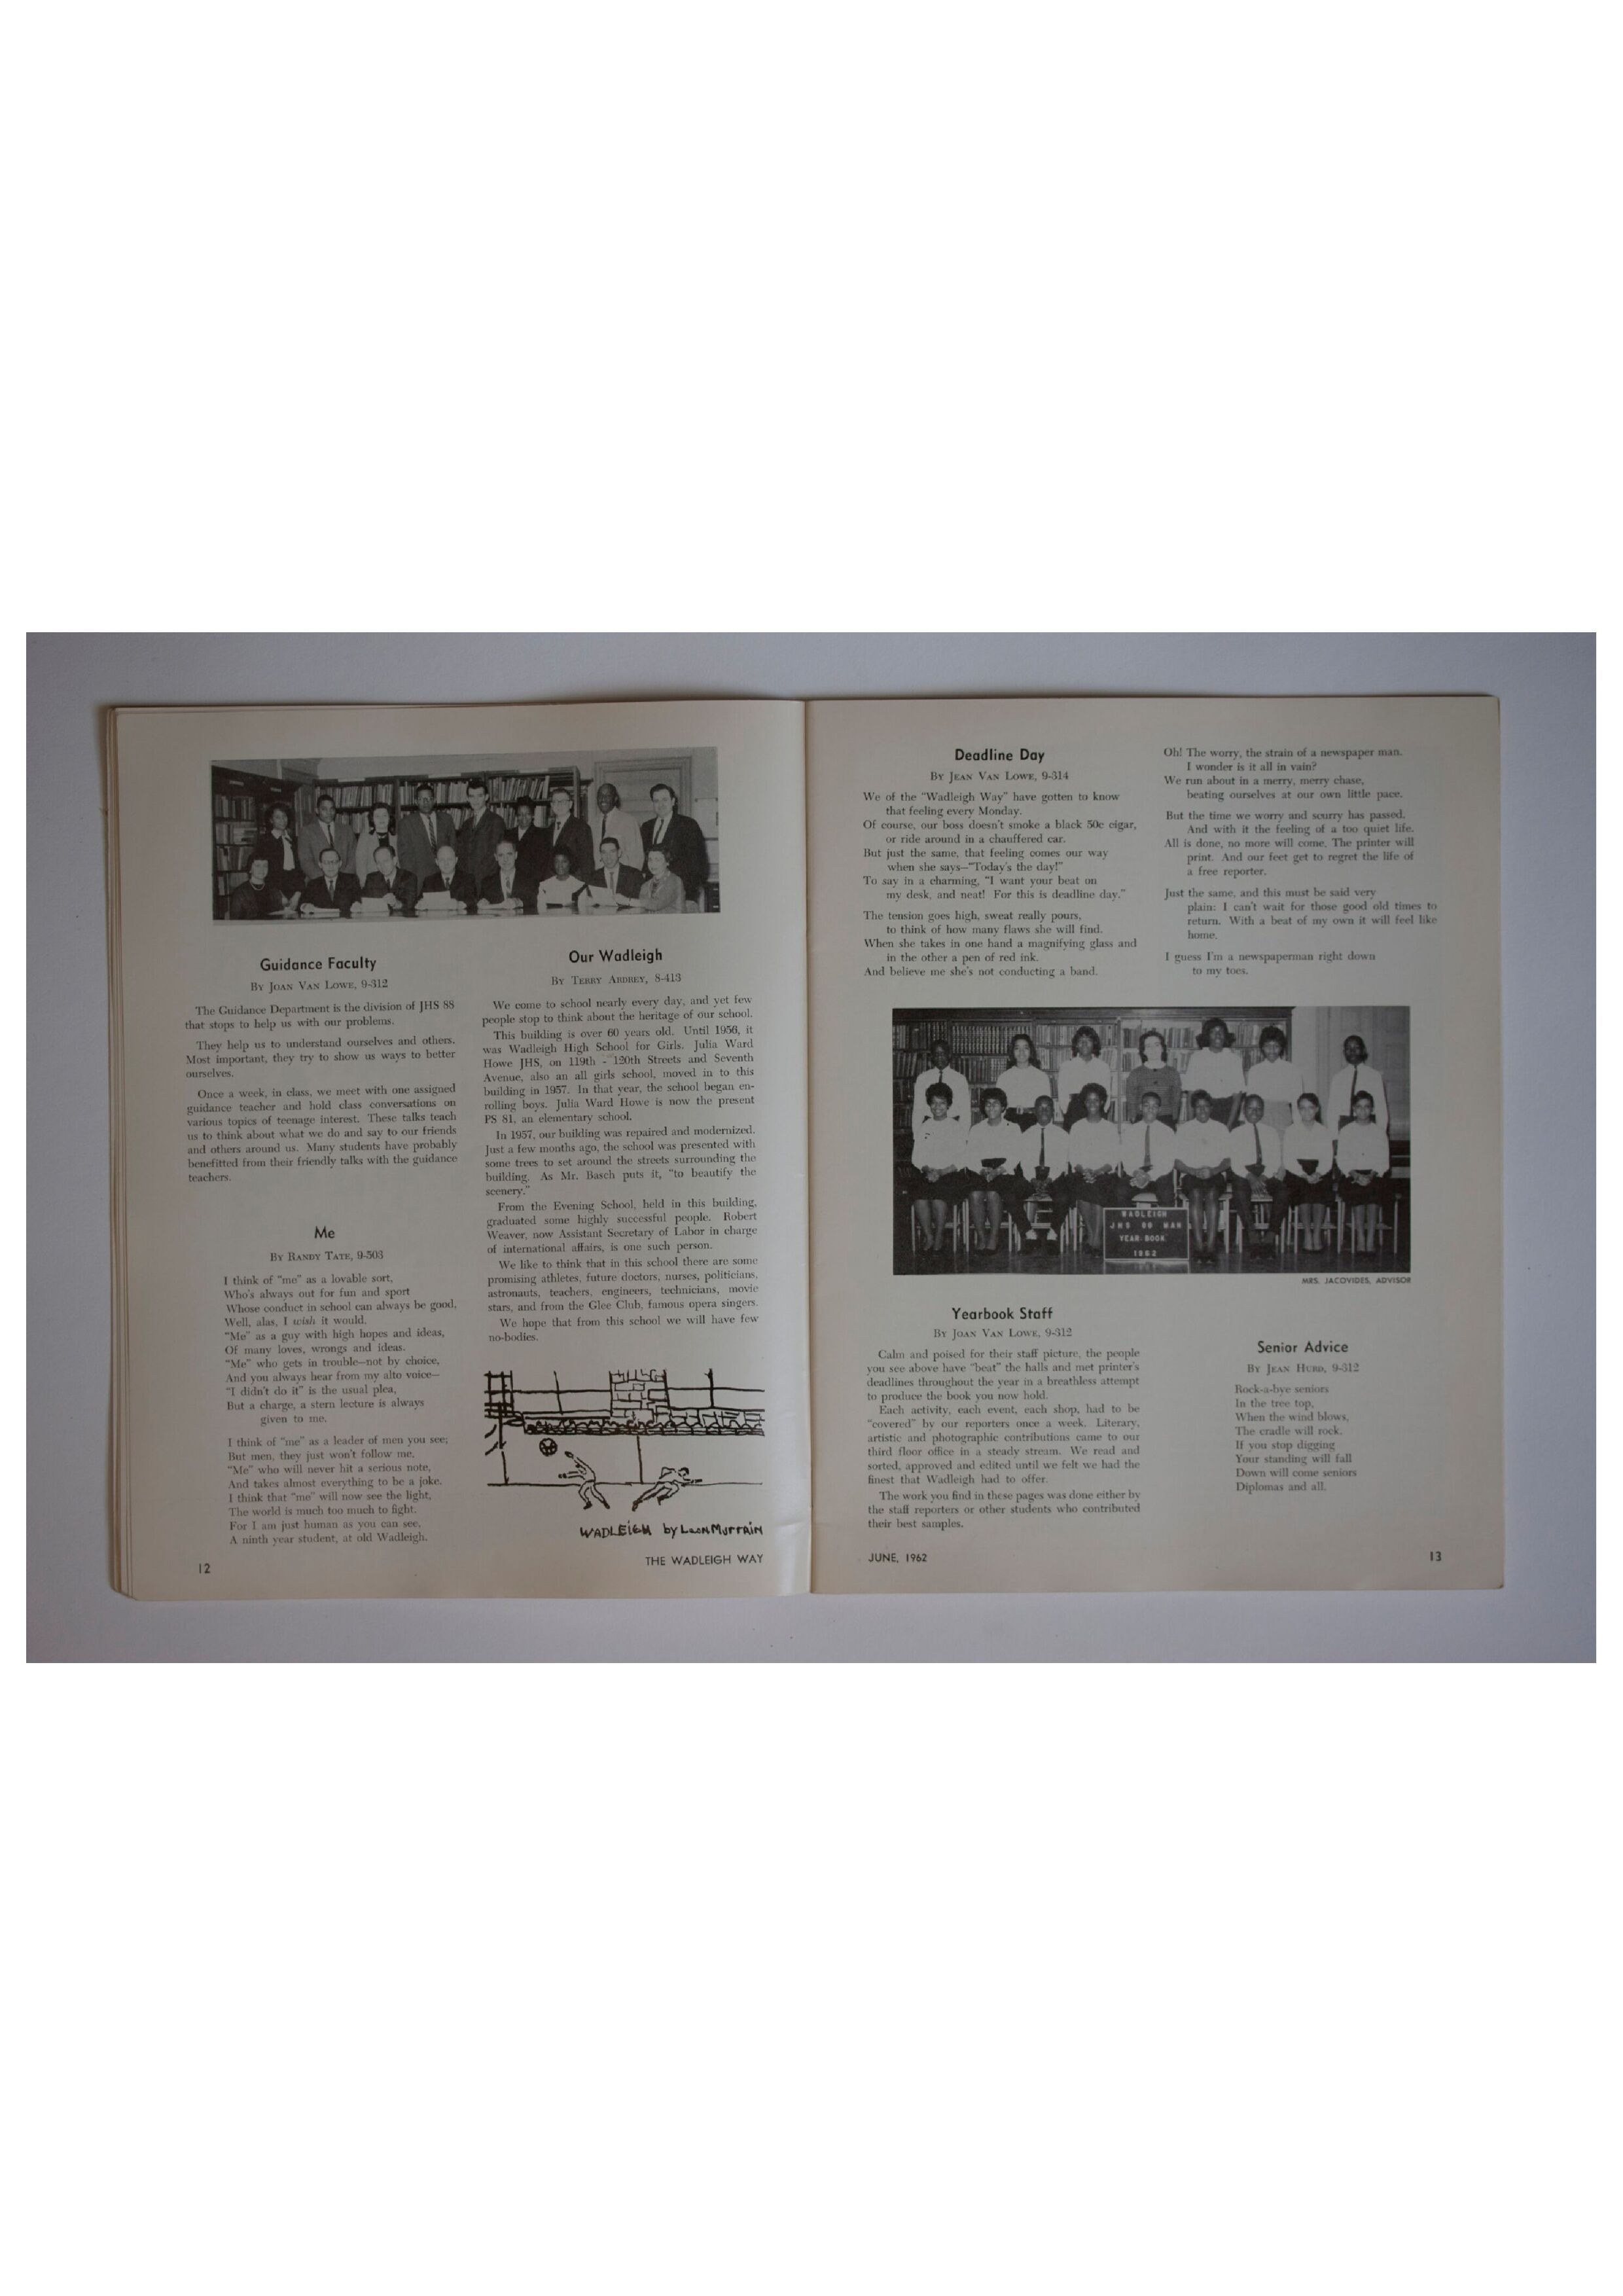 Guidance Faculty
By Joan Van Lowe, 9-312
The Guidance Department is the division of JHS 88
that stops to help us with our problems.
They help us to understand ourselves and others.
Most important, they try to show us ways to better
ourselves.
Once a week, in class, we meet with one assigned
guidance teacher and hold class conversations on
various topics of teenage interest. These talks teach
us to think about what we do and say to our friends
and others around us. Many students have probably
benefitted from their friendly talks with the guidance
teachers.
Me
By Randy Tate, 9-503
I think of "me" as a lovable sort,
Who's always out for fun and sport
Whose conduct in school can always be good,
Well, alas, I wish it would.
"Me" as a guy with high hopes and ideas,
Of many loves, wrongs and ideas.
"Me" who gets in trouble—not by choice,
And you always hear from my alto voice—
"I didn't do it" is the usual plea,
But a charge, a stern lecture is always
given to me.
I think of "me" as a leader of men you see;
But men, they just won't follow me.
"Me" who will never hit a serious note,
And takes almost everything to be a joke.
I think that "me" will now see the light,
The world is much too much to fight.
For I am just human as you can see,
A ninth year student, at old Wadleigh.
12
Our Wadleigh
By Terry Ardrey, 8-413
We come to school nearly every day, and yet few
people stop to think about the heritage of our school.
This building is over 60 years old. Until 1956, it
was Wadleigh High School for Girls. Julia Ward
Howe JHS, on 119th - 120th Streets and Seventh
Avenue, also an all girls school, moved in to this
building in 1957. In that year, the school began en-
rolling boys. Julia Ward Howe is now the present
PS 81, an elementary school.
In 1957, our building was repaired and modernized.
Just a few months ago, the school was presented with
some trees to set around the streets surrounding the
building. As Mr. Basch puts it, "to beautify the
scenery."
From the Evening School, held in this building,
graduated some highly successful people. Robert
Weaver, now Assistant Secretary of Labor in charge
of international affairs, is one such person.
We like to think that in this school there are some
promising athletes, future doctors, nurses, politicians,
astronauts, teachers, engineers, technicians, movie
stars, and from the Glee Club, famous opera singers.
We hope that from this school we will have few
no-bodies.
WADLEIGH by Leon Murrain
THE WADLEIGH WAY
Deadline Day
By Jean Van Lowe, 9-314
We of the "Wadleigh Way" have gotten to know
that feeling every Monday.
Of course, our boss doesn't smoke a black 50c cigar,
or ride around in a chauffered car.
But just the same, that feeling comes our way
when she says—"Today's the day!"
To say in a charming, "I want your beat on
my desk, and neat! For this is deadline day."
The tension goes high, sweat really pours,
to think of how many flaws she will find.
When she takes in one hand a magnifying glass and
in the other a pen of red ink.
And believe me she's not conducting a band.
Oh! The worry, the strain of a newspaper man.
I wonder is it all in vain?
We run about in a merry, merry chase,
beating ourselves at our own little pace.
But the time we worry and scurry has passed.
And with it the feeling of a too quiet life.
All is done, no more will come. The printer will
print. And our feet get to regret the life of
a free reporter.
Just the same, and this must be said very
plain: I can't wait for those good old times to
return. With a beat of my own it will feel like
home.
I guess I'm a newspaperman right down
to my toes.
WADLEIGH
JHS 88 MAN
YEAR BOOK
1962
MRS. JACOVIDES, ADVISOR
Yearbook Staff
By Joan Van Lowe, 9-312
Calm and poised for their staff picture, the people
you see above have "beat" the halls and met printer's
deadlines throughout the year in a breathless attempt
to produce the book you now hold.
Each activity, each event, each shop, had to be
"covered" by our reporters once a week. Literary,
artistic and photographic contributions came to our
third floor office in a steady stream. We read and
sorted, approved and edited until we felt we had the
finest that Wadleigh had to offer.
The work you find in these pages was done either by
the staff reporters or other students who contributed
their best samples.
Senior Advice
By Jean Hurd, 9-312
Rock-a-bye seniors
In the tree top,
When the wind blows,
The cradle will rock.
If you stop digging
Your standing will fall
Down will come seniors
Diplomas and all.
JUNE, 1962
13